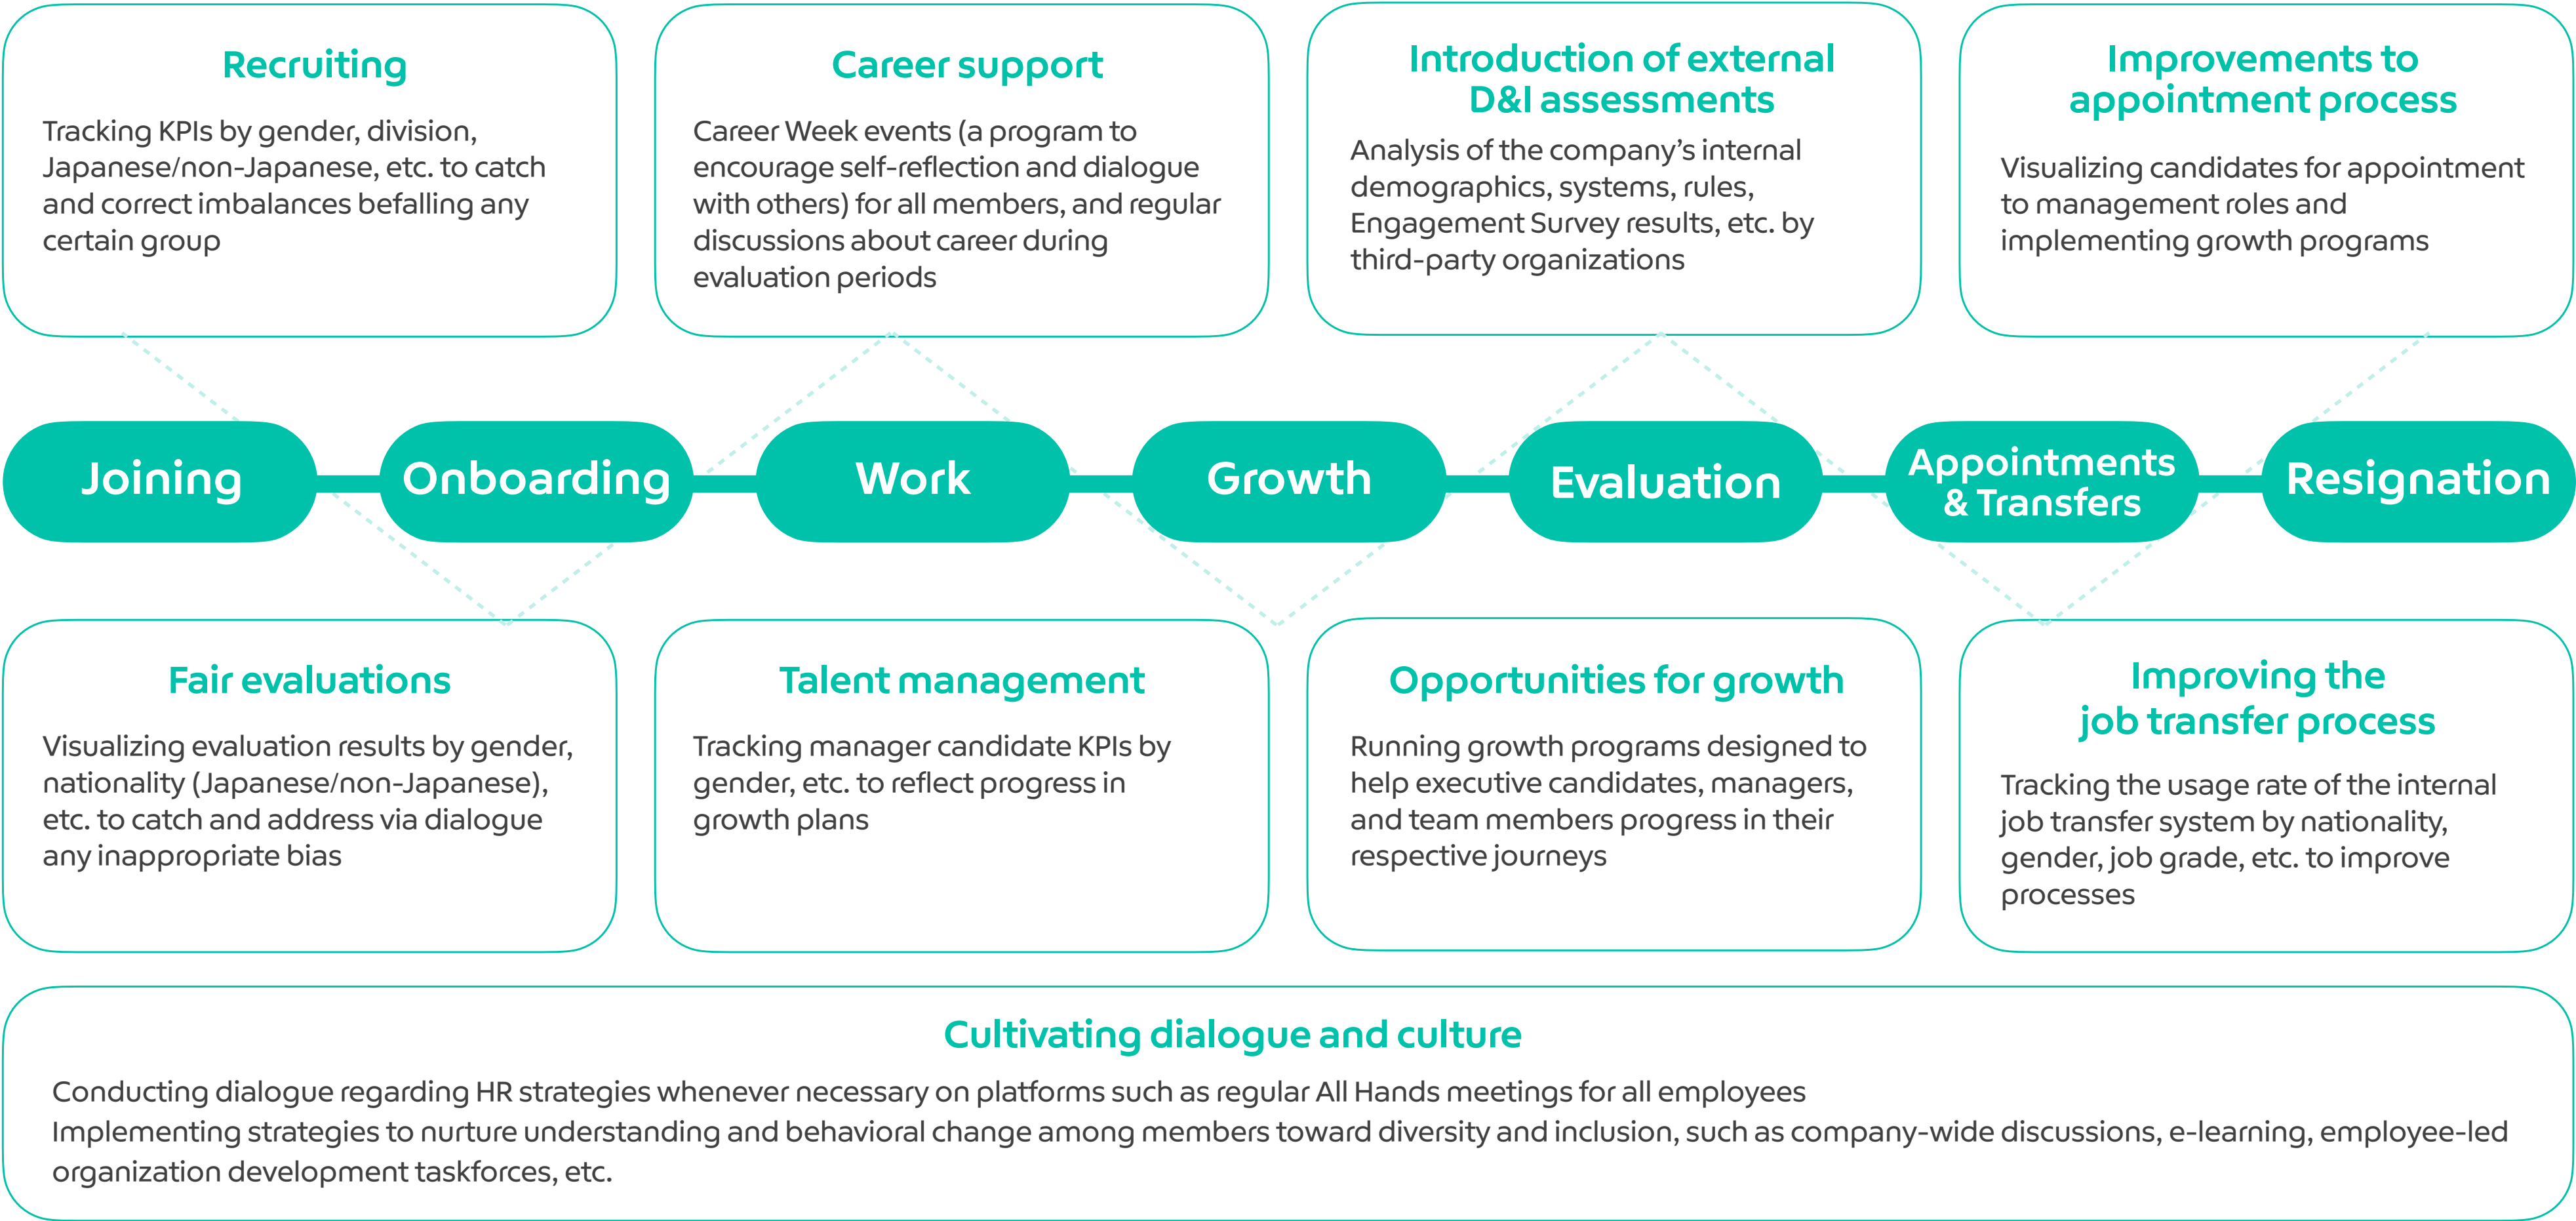 Recruiting
Tracking KPIs by gender, division,
Japanese/non-Japanese, etc. to catch
and correct imbalances befalling any
certain group
Career support
Career Week events (a program to
encourage self-reflection and dialogue
with others) for all members, and regular
discussions about career during
evaluation periods
Introduction of external
D&I assessments
Analysis of the company's internal
demographics, systems, rules,
Engagement Survey results, etc. by
third-party organizations
Improvements to
appointment process
Visualizing candidates for appointment
to management roles and
implementing growth programs
Joining
Onboarding
Work
Growth
Evaluation
Appointments
& Transfers
Resignation
Fair evaluations
Visualizing evaluation results by gender,
nationality (Japanese/non-Japanese),
etc. to catch and address via dialogue
any inappropriate bias
Talent management
Tracking manager candidate KPIs by
gender, etc. to reflect progress in
growth plans
Opportunities for growth
Running growth programs designed to
help executive candidates, managers,
and team members progress in their
respective journeys
Improving the
job transfer process
Tracking the usage rate of the internal
job transfer system by nationality,
gender, job grade, etc. to improve
processes
Cultivating dialogue and culture
Conducting dialogue regarding HR strategies whenever necessary on platforms such as regular All Hands meetings for all employees
Implementing strategies to nurture understanding and behavioral change among members toward diversity and inclusion, such as company-wide discussions, e-learning, employee-led
organization development taskforces, etc.